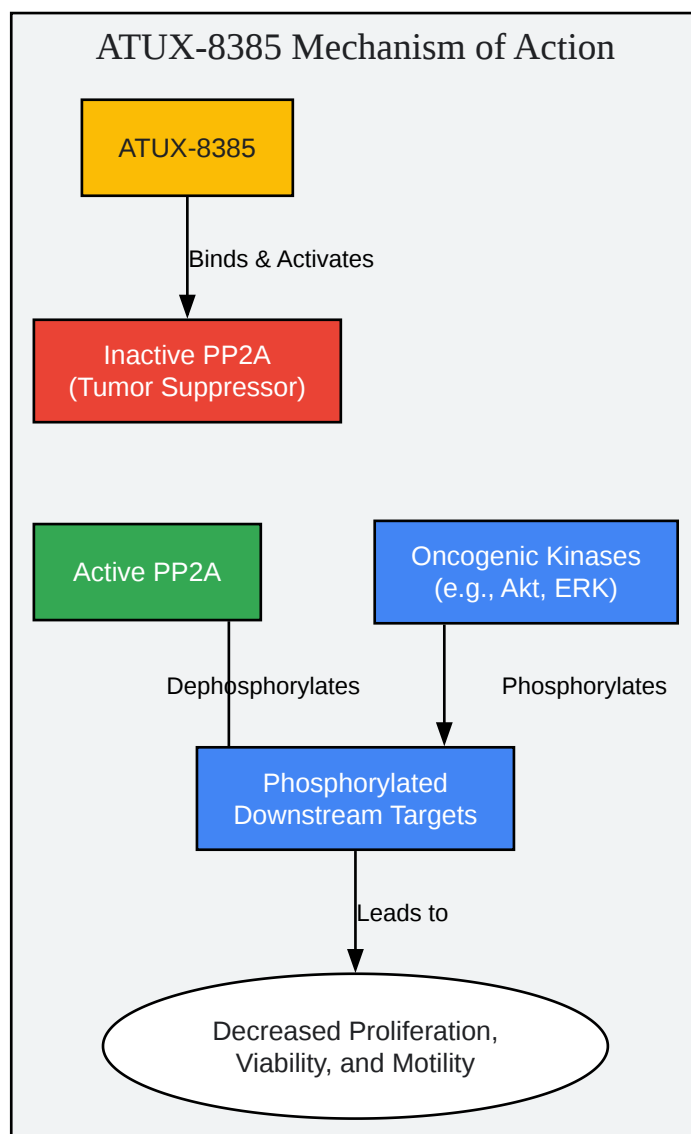 ATUX-8385 Mechanism of Action
ATUX-8385
Binds & Activates
Inactive PP2A
(Tumor Suppressor)
Active PP2A
Oncogenic Kinases
(e.g., Akt, ERK)
Dephosphorylates
Phosphorylates
Phosphorylated
Downstream Targets
Leads to
Decreased Proliferation,
Viability, and Motility